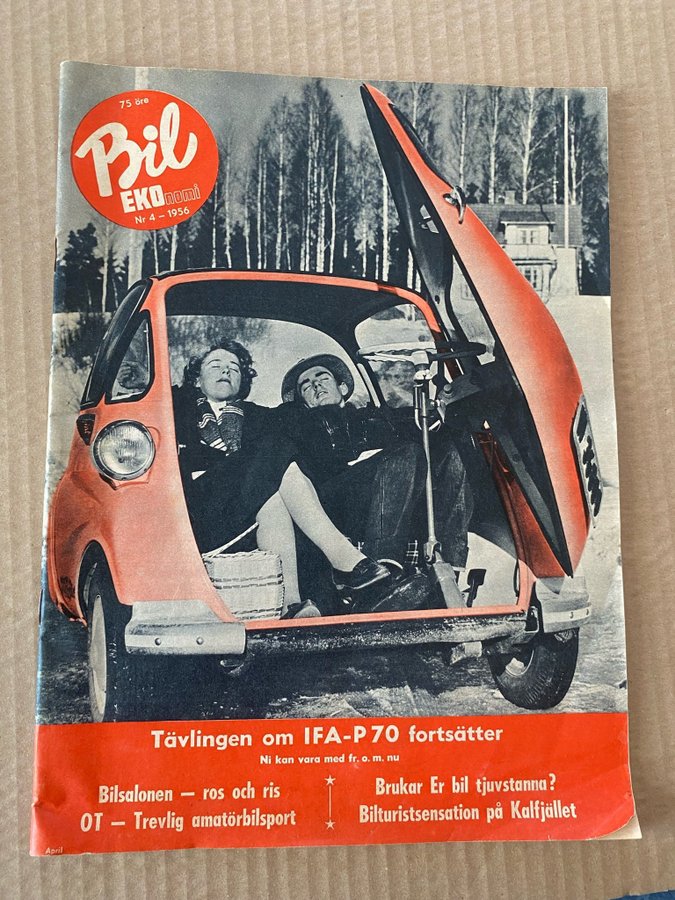 75 öre
Bil
EKOnomi
Nr 4 – 1956
Tävlingen om IFA-P 70 fortsätter
Ni kan vara med fr. o. m. nu
Bilsalonen – ros och ris
OT – Trevlig amatörbilsport
Brukar Er bil tjuvstanna?
Bilturistsensation på Kalfjället
April